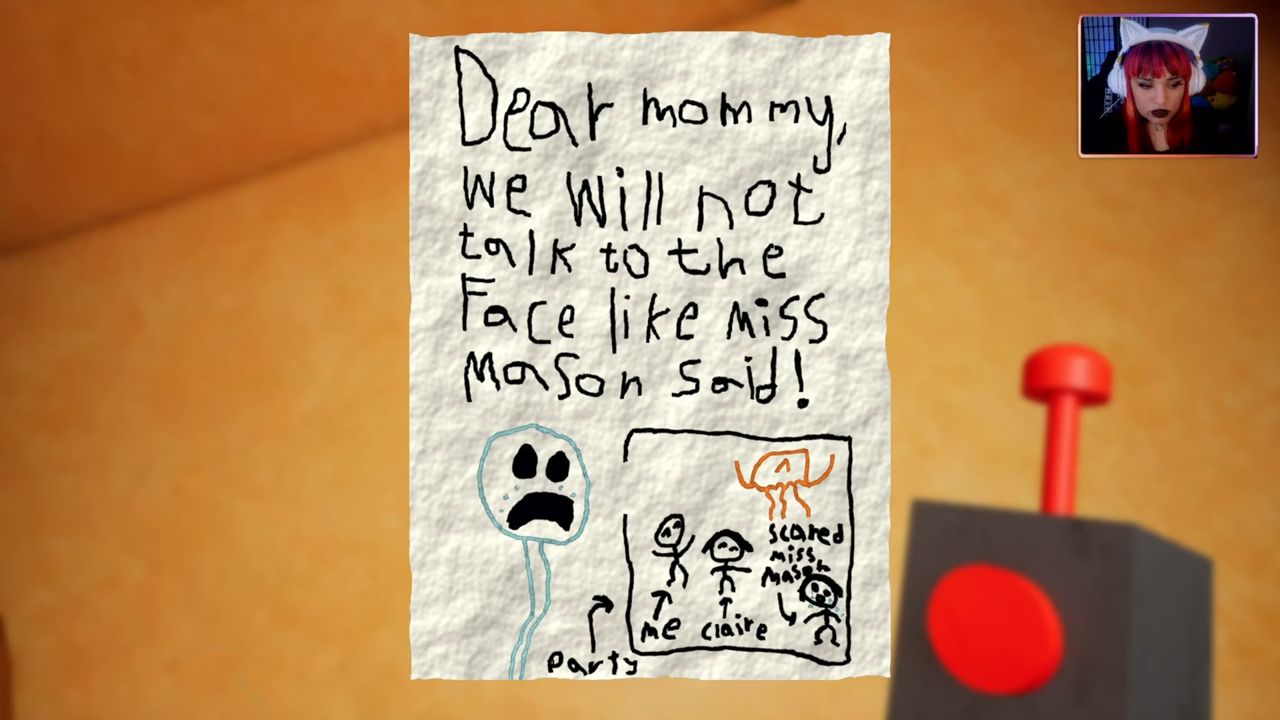 Dear mommy,
we will not
talk to the
Face like miss
mason said!
scared
miss
mason
me
claire
party